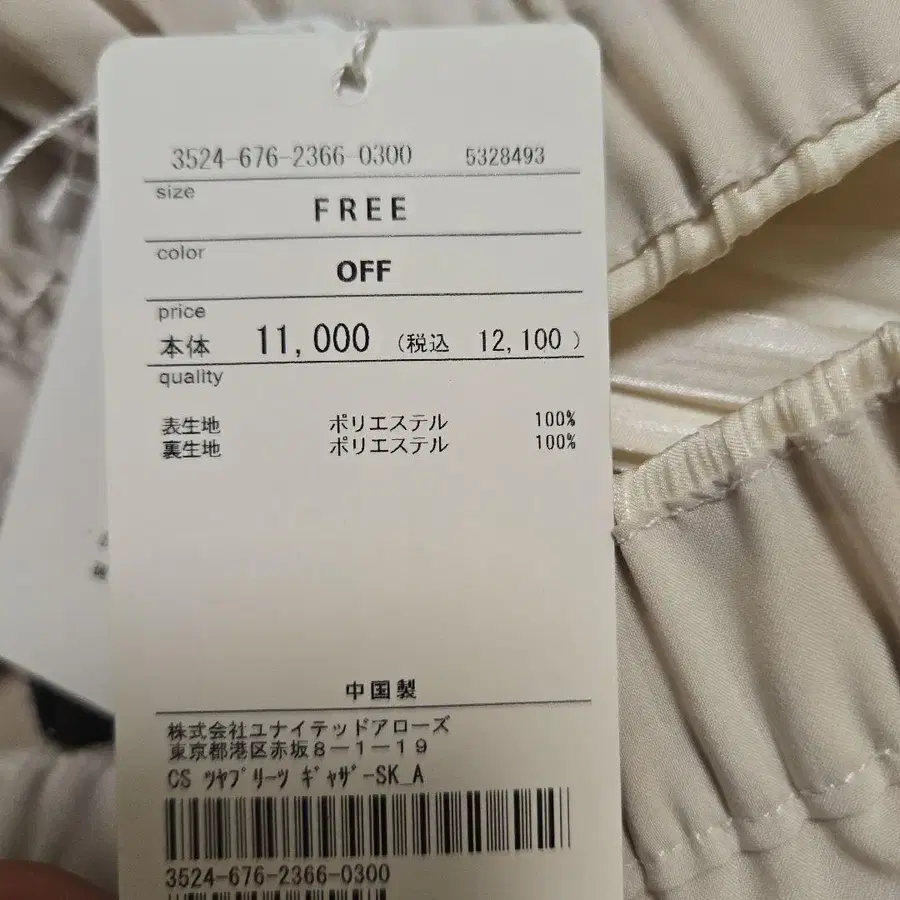 3524-676-2366-0300 5328493
size
FREE
color
OFF
price
本体 11,000 (税込 12,100 )
quality
表生地 ポリエステル 100%
裏生地 ポリエステル 100%
中国製
株式会社ユナイテッドアローズ
東京都港区赤坂8-1-19
CS ﾂﾔﾌﾟﾘｰﾂ ｷﾞｬｻﾞｰSK_A
3524-676-2366-0300